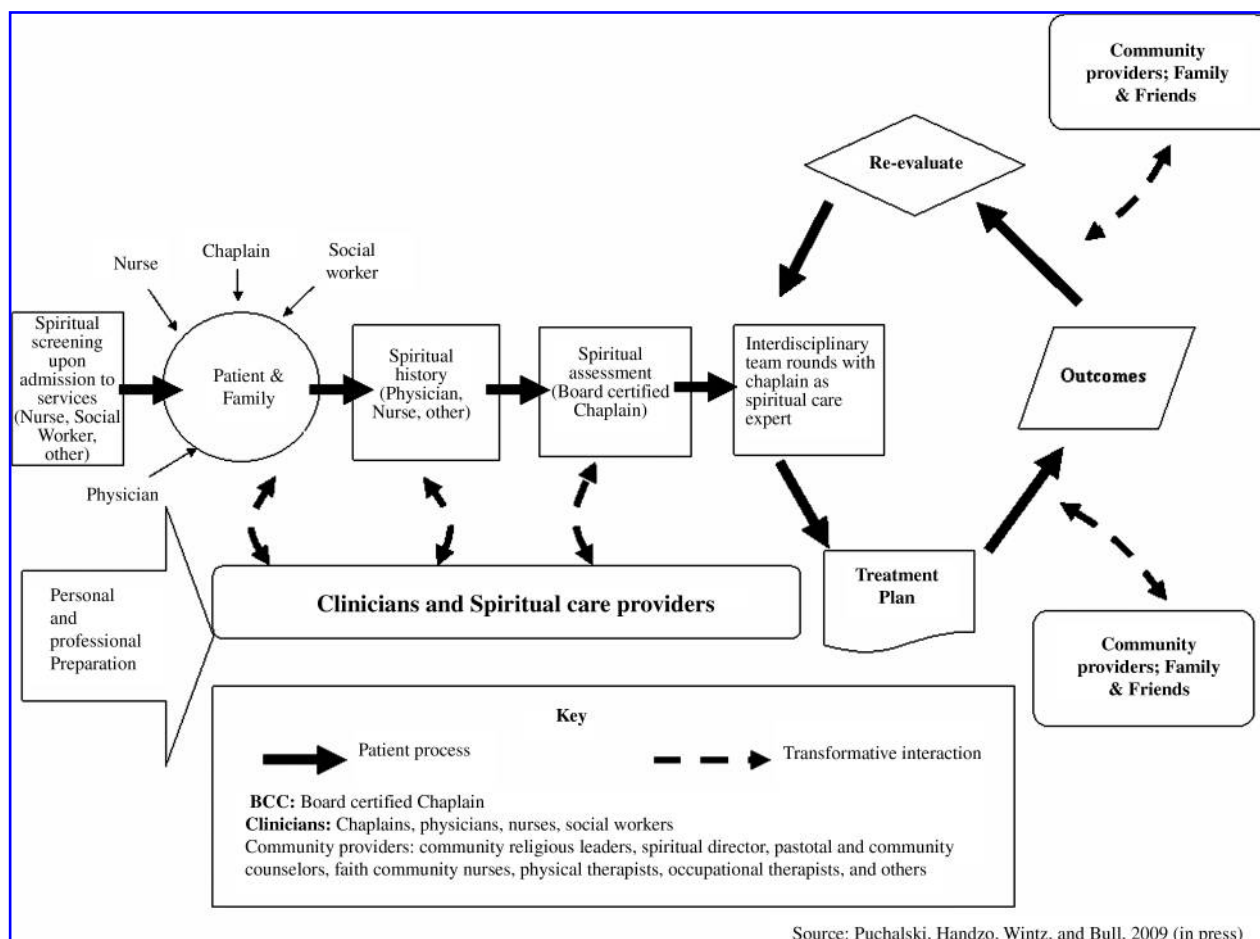 Community
providers; Family
& Friends
Re-evaluate
Nurse
Chaplain
Social
worker
Spiritual
screening
upon
admission to
services
(Nurse, Social
Worker,
other)
Patient &
Family
Spiritual
history
(Physician,
Nurse, other)
Spiritual
assessment
(Board certified
Chaplain)
Interdisciplinary
team rounds with
chaplain as
spiritual care
expert
Outcomes
Physician
Personal
and
professional
Preparation
Clinicians and Spiritual care providers
Treatment
Plan
Community
providers; Family
& Friends
Key
Patient process
Transformative interaction
BCC: Board certified Chaplain
Clinicians: Chaplains, physicians, nurses, social workers
Community providers: community religious leaders, spiritual director, pastotal and community
counselors, faith community nurses, physical therapists, occupational therapists, and others
Source: Puchalski, Handzo, Wintz, and Bull, 2009 (in press)